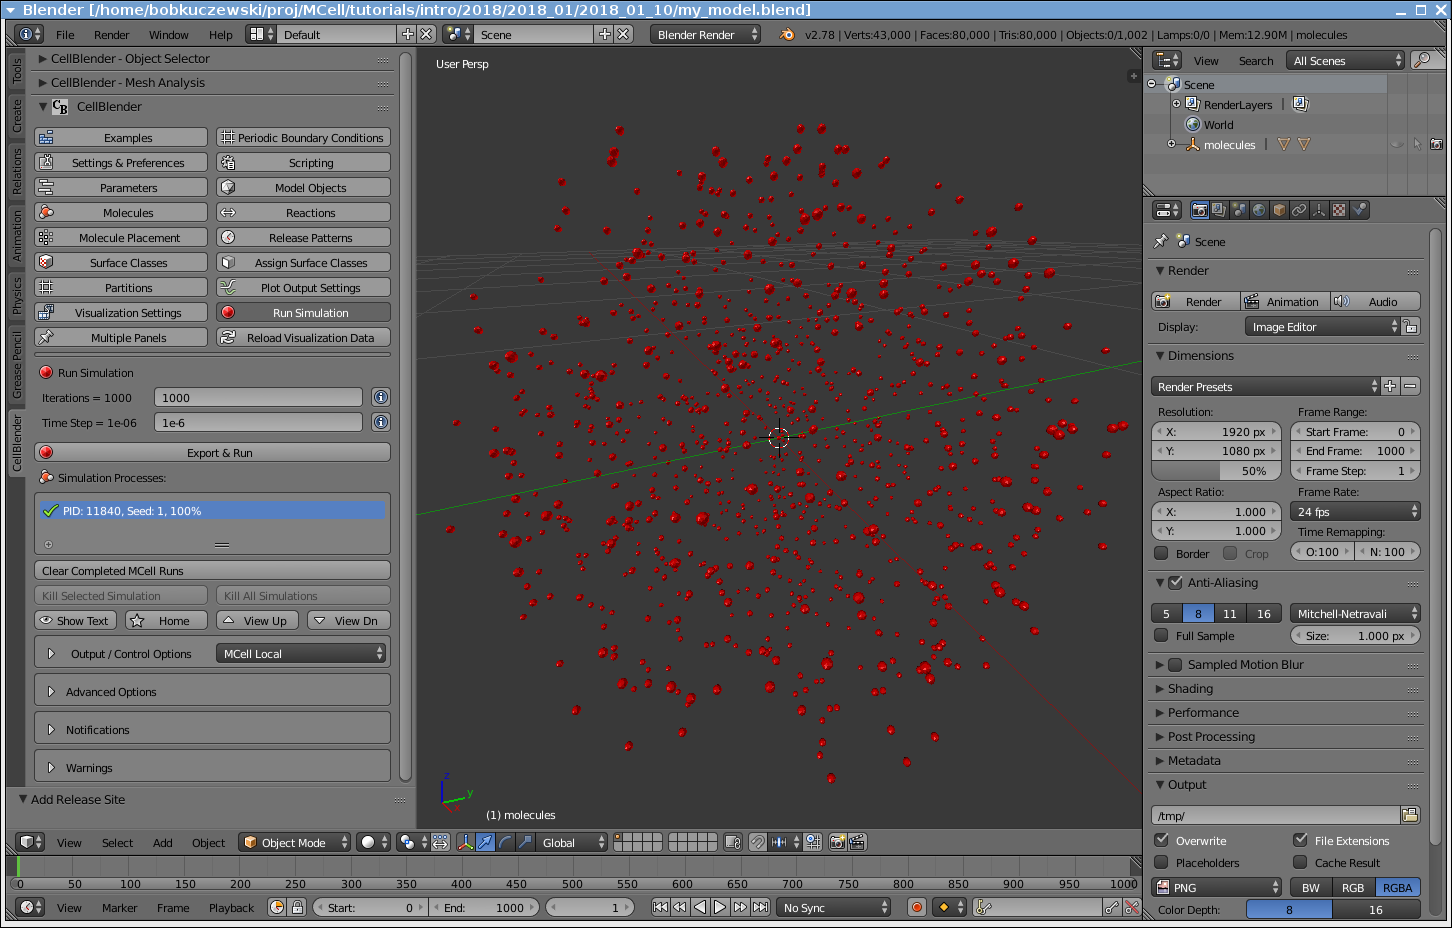 Blender [/home/bobkuczewski/proj/MCell/tutorials/intro/2018/2018_01/2018_01_10/my_model.blend]
File Render Window Help Default Scene Blender Render v2.78 | Verts:43,000 | Faces:80,000 | Tris:80,000 | Objects:0/1,002 | Lamps:0/0 | Mem:12.90M | molecules
Tools
Create
Relations
Animation
Physics
Grease Pencil
CellBlender
CellBlender - Object Selector
CellBlender - Mesh Analysis
CB CellBlender
Examples Periodic Boundary Conditions
Settings & Preferences Scripting
Parameters Model Objects
Molecules Reactions
Molecule Placement Release Patterns
Surface Classes Assign Surface Classes
Partitions Plot Output Settings
Visualization Settings Run Simulation
Multiple Panels Reload Visualization Data
Run Simulation
Iterations = 1000 1000
Time Step = 1e-06 1e-6
Export & Run
Simulation Processes:
PID: 11840, Seed: 1, 100%
Clear Completed MCell Runs
Kill Selected Simulation Kill All Simulations
Show Text Home View Up View Dn
Output / Control Options MCell Local
Advanced Options
Notifications
Warnings
Add Release Site
User Persp
z
y
x
(1) molecules
View Select Add Object Object Mode Global
0 50 100 150 200 250 300 350 400 450 500 550 600 650 700 750 800 850 900 950 1000
View Marker Frame Playback Start: 0 End: 1000 1 No Sync
View Search All Scenes
Scene
RenderLayers |
World
molecules |
Scene
Render
Render Animation Audio
Display: Image Editor
Dimensions
Render Presets
Resolution: Frame Range:
X: 1920 px Start Frame: 0
Y: 1080 px End Frame: 1000
50% Frame Step: 1
Aspect Ratio: Frame Rate:
X: 1.000 24 fps
Y: 1.000 Time Remapping:
Border Crop O:100 N: 100
Anti-Aliasing
5 8 11 16 Mitchell-Netravali
Full Sample Size: 1.000 px
Sampled Motion Blur
Shading
Performance
Post Processing
Metadata
Output
/tmp/
Overwrite File Extensions
Placeholders Cache Result
PNG BW RGB RGBA
Color Depth: 8 16